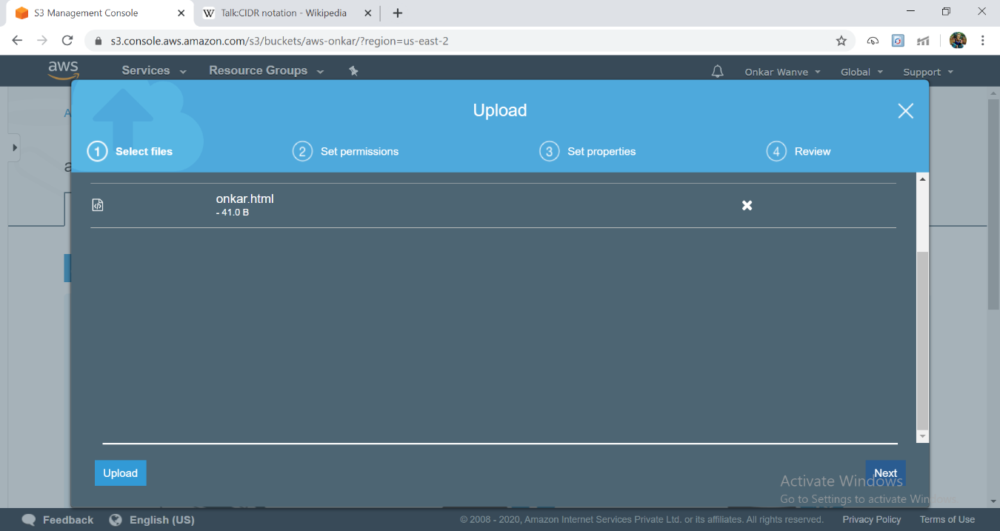 S3 Management Console
Talk:CIDR notation - Wikipedia
s3.console.aws.amazon.com/s3/buckets/aws-onkar/?region=us-east-2
aws
Services
Resource Groups
Onkar Wanve
Global
Support
Upload
1 Select files
2 Set permissions
3 Set properties
4 Review
onkar.html
- 41.0 B
Upload
Next
Activate Windows
Go to Settings to activate Windows.
Feedback
English (US)
© 2008 - 2020, Amazon Internet Services Private Ltd. or its affiliates. All rights reserved.
Privacy Policy
Terms of Use